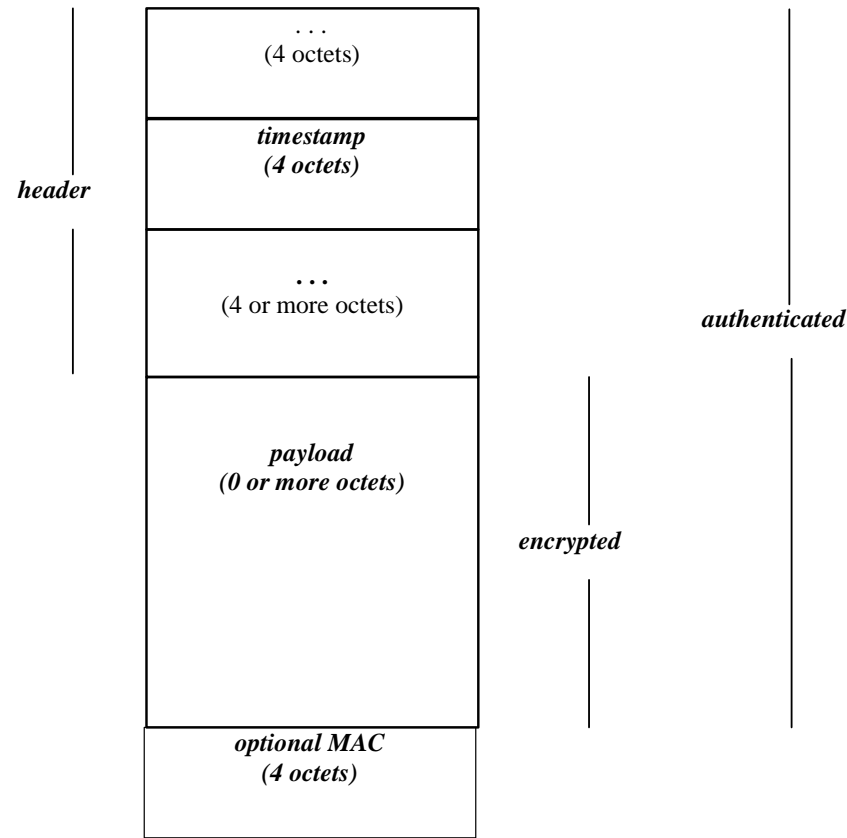 . . .
(4 octets)
timestamp
(4 octets)
header
. . .
(4 or more octets)
authenticated
payload
(0 or more octets)
encrypted
optional MAC
(4 octets)